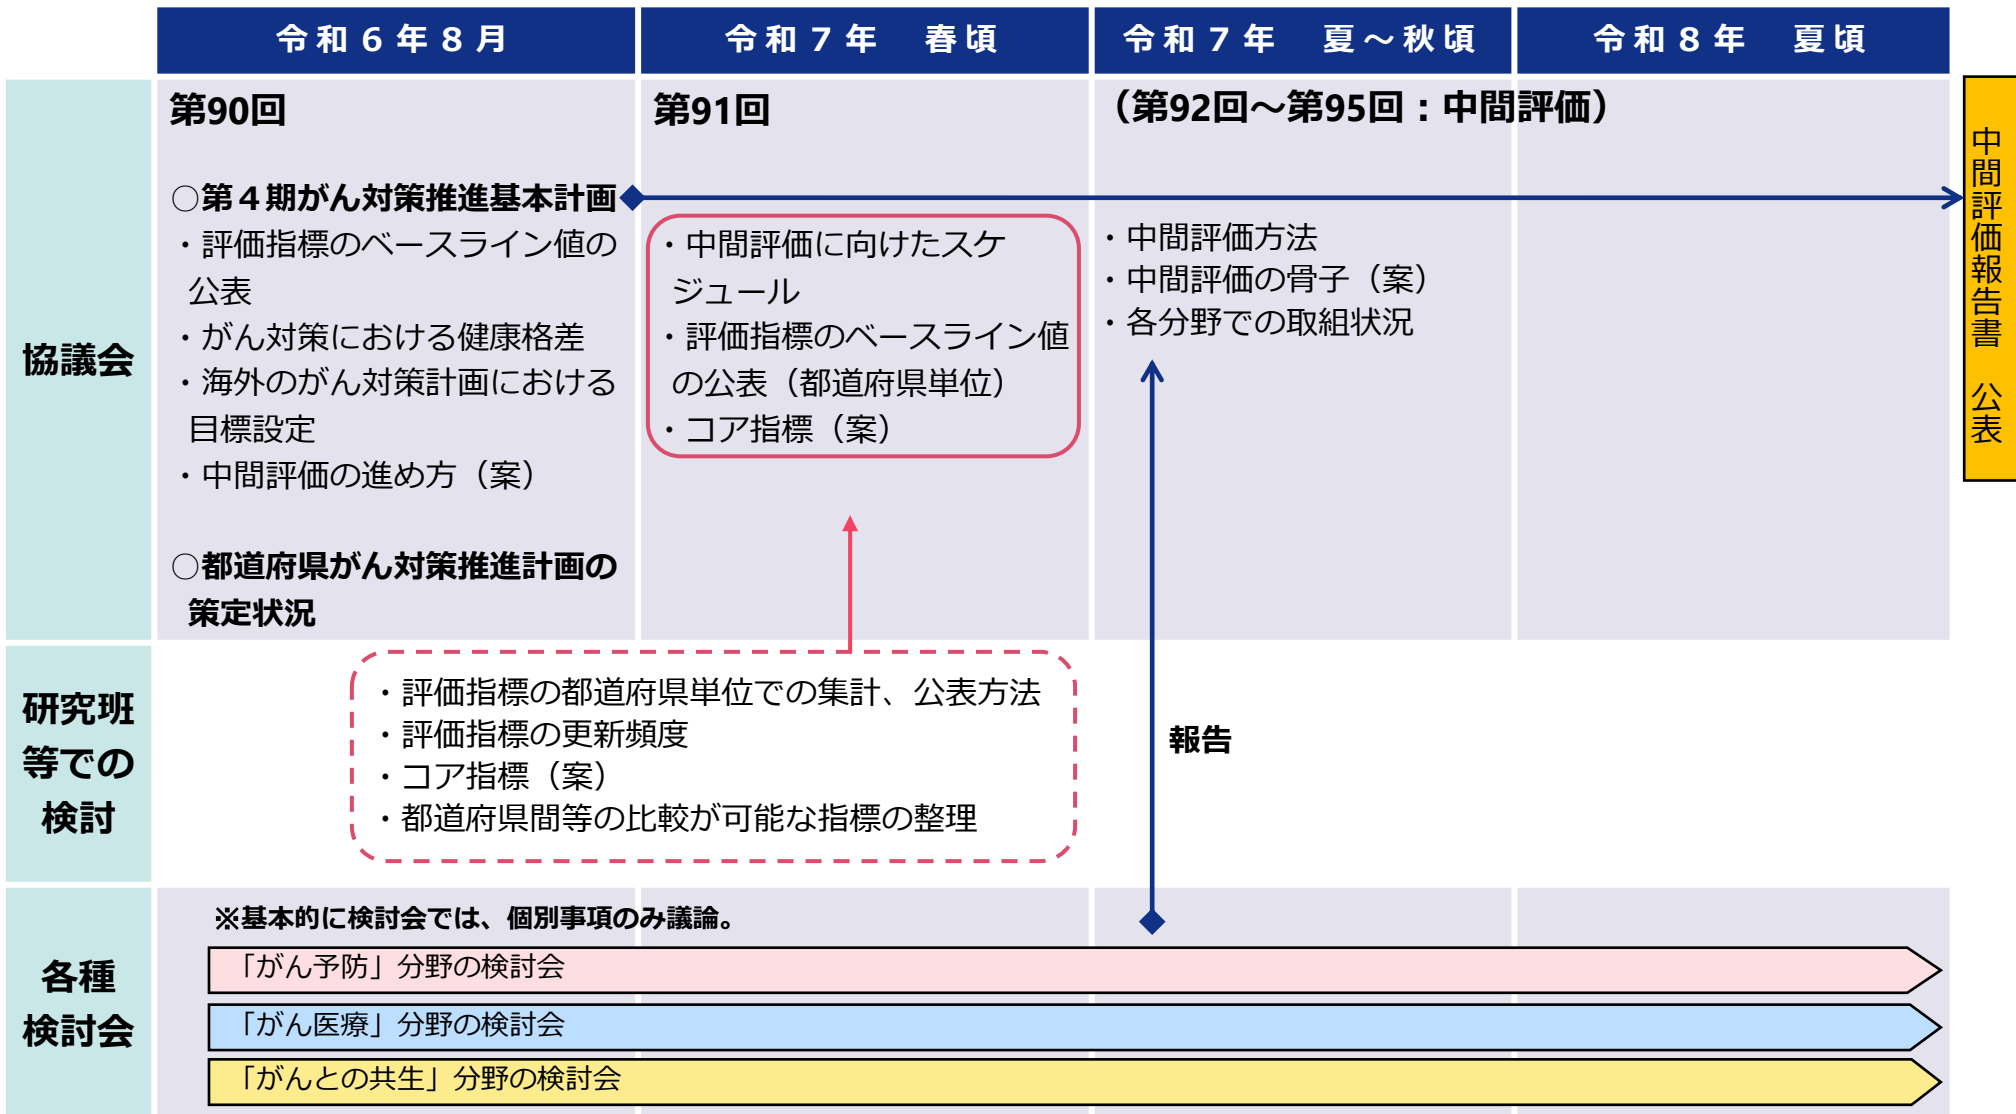 令和6年8月
令和7年 春頃
令和7年 夏～秋頃
令和8年 夏頃
協議会
第90回
○第４期がん対策推進基本計画
・評価指標のベースライン値の
公表
・がん対策における健康格差
・海外のがん対策計画における
目標設定
・中間評価の進め方（案）
○都道府県がん対策推進計画の
策定状況
第91回
・中間評価に向けたスケ
ジュール
・評価指標のベースライン値
の公表（都道府県単位）
・コア指標（案）
（第92回～第95回：中間評価）
・中間評価方法
・中間評価の骨子（案）
・各分野での取組状況
中間評価報告書 公表
研究班
等での
検討
・評価指標の都道府県単位での集計、公表方法
・評価指標の更新頻度
・コア指標（案）
・都道府県間等の比較が可能な指標の整理
報告
各種
検討会
※基本的に検討会では、個別事項のみ議論。
「がん予防」分野の検討会
「がん医療」分野の検討会
「がんとの共生」分野の検討会